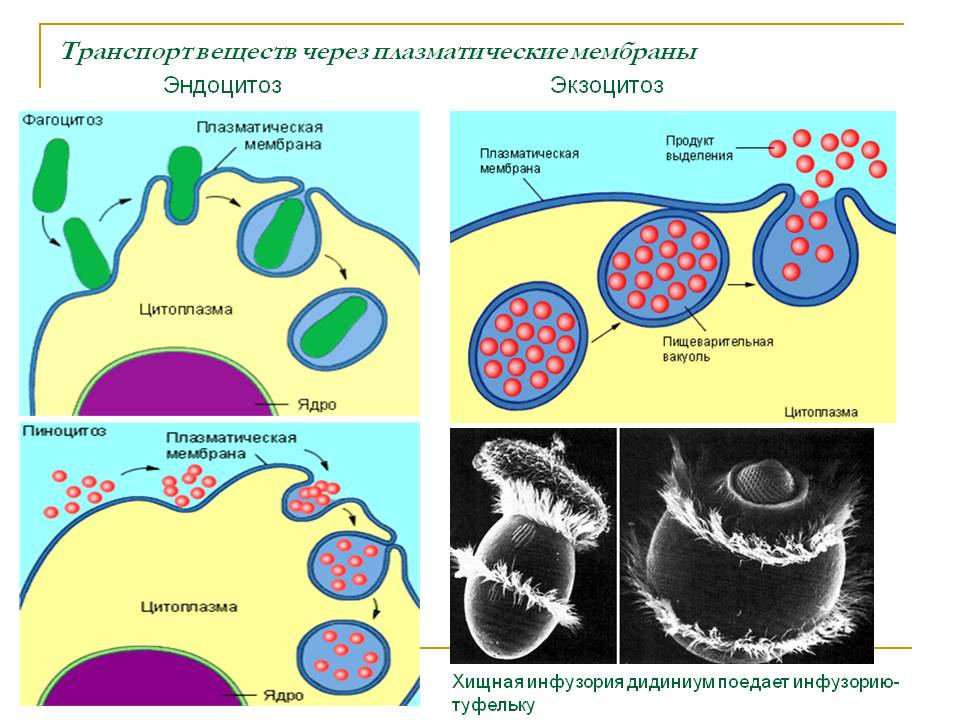 Транспорт веществ через плазматические мембраны
Эндоцитоз
Экзоцитоз
Фагоцитоз
Плазматическая
мембрана
Цитоплазма
Ядро
Плазматическая
мембрана
Продукт
выделения
Пищеварительная
вакуоль
Цитоплазма
Пиноцитоз
Плазматическая
мембрана
Цитоплазма
Ядро
Хищная инфузория дидиниум поедает инфузорию-
туфельку